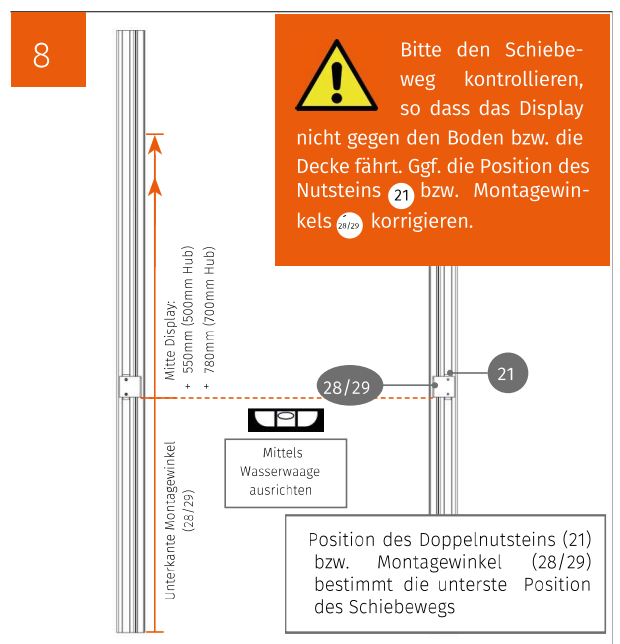 8
Bitte den Schiebe-
weg kontrollieren,
so dass das Display
nicht gegen den Boden bzw. die
Decke fährt. Ggf. die Position des
Nutsteins 21 bzw. Montagewin-
kels 28/29 korrigieren.
Mitte Display:
+ 550mm (500mm Hub)
+ 780mm (700mm Hub)
28/29
21
Mittels
Wasserwaage
ausrichten
Unterkante Montagewinkel
(28/29)
Position des Doppelnutsteins (21)
bzw. Montagewinkel (28/29)
bestimmt die unterste Position
des Schiebewegs